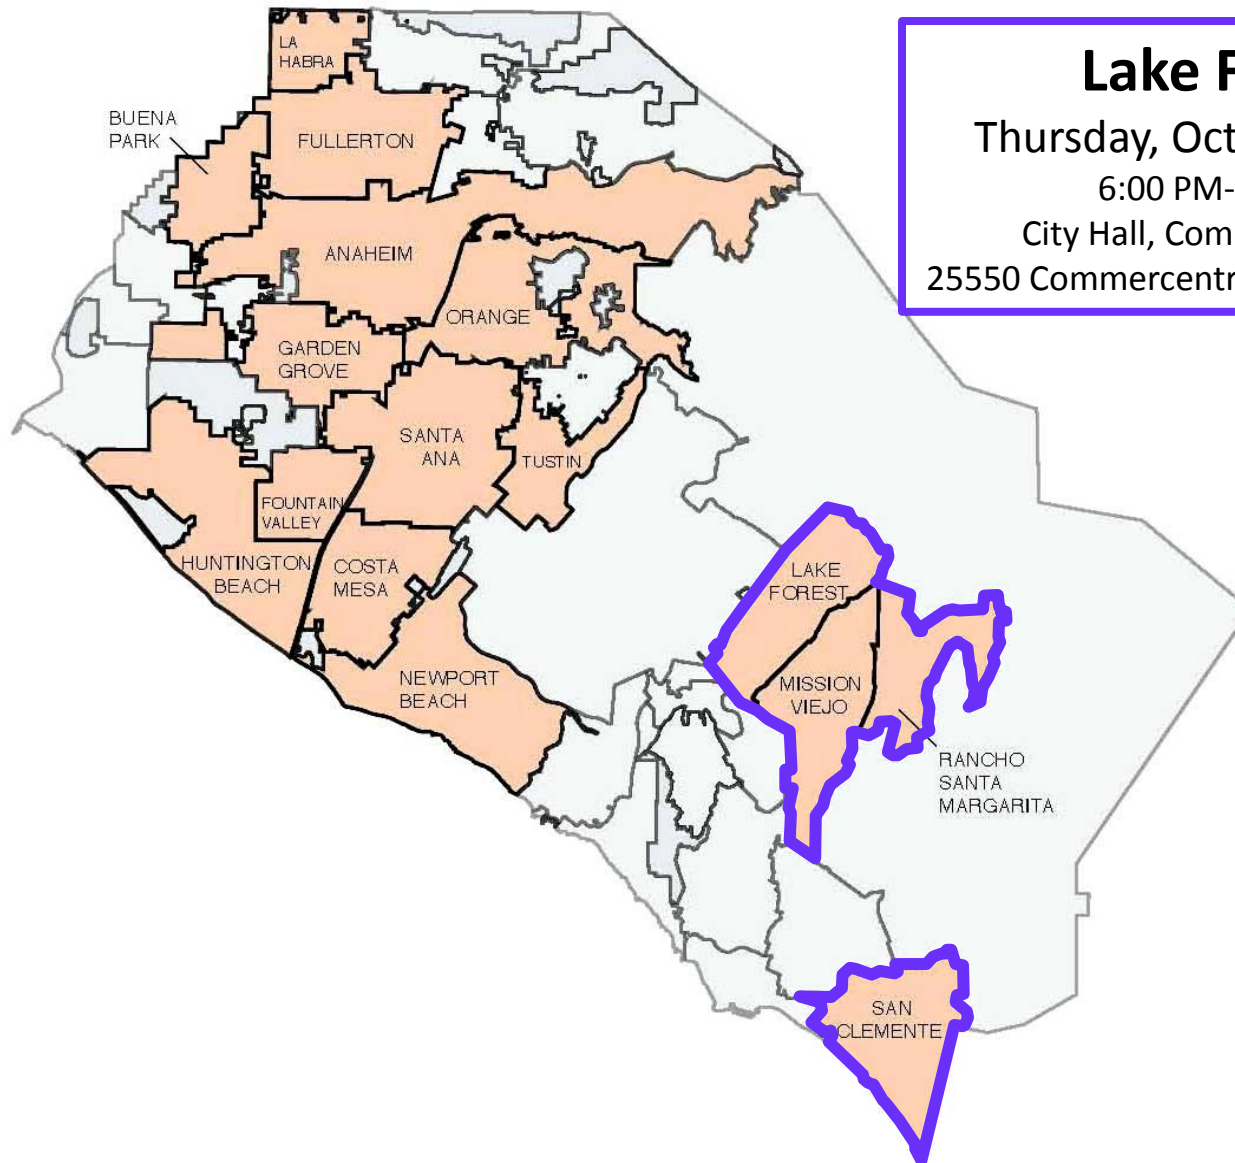 Lake F
Thursday, Oct
6:00 PM-
City Hall, Com
25550 Commercentr
LA
HABRA
BUENA
PARK
FULLERTON
ANAHEIM
ORANGE
GARDEN
GROVE
SANTA
ANA
TUSTIN
FOUNTAIN
VALLEY
HUNTINGTON
BEACH
COSTA
MESA
NEWPORT
BEACH
LAKE
FOREST
MISSION
VIEJO
RANCHO
SANTA
MARGARITA
SAN
CLEMENTE